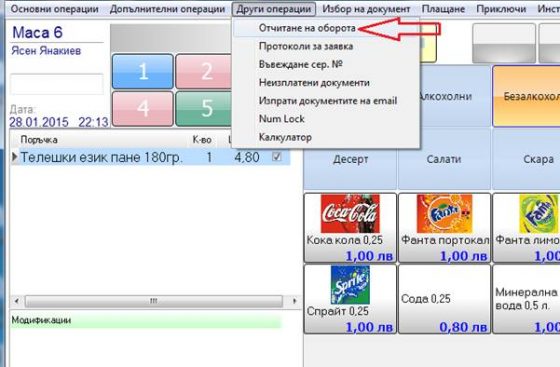 Основни операции Допълнителни операции Други операции Избор на документ Плащане Приключи Инст
Маса 6
Ясен Янакиев
Дата:
28.01.2015 22:13
1 2
4 5
Отчитане на оборота
Протоколи за заявка
Въвеждане сер. №
Неизплатени документи
Изпрати документите на email
Num Lock
Калкулатор
лкохолни Безалкохол
Поръчка К-во
Телешки език пане 180гр. 1 4,80
Десерт Салати Скара
Coca-Cola Fanta Fanta
Кока кола 0,25 Фанта портокал Фанта лимо
1,00 лв 1,00 лв 1,00
Sprite
Спрайт 0,25 Сода 0,25 Минерална вода 0,5 л.
1,00 лв 0,80 лв 1,00
Модификации